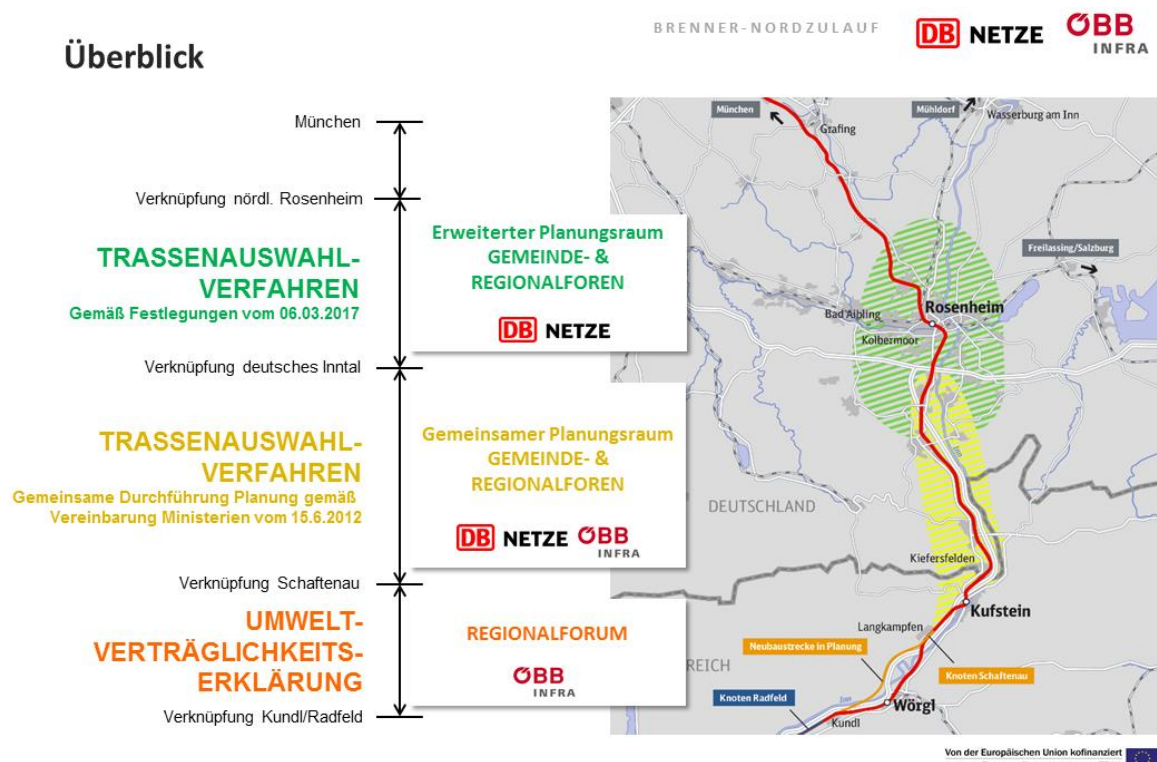 BRENNER-NORDZULAUF
DB NETZE
ÖBB
INFRA
Überblick
München
Verknüpfung nördl. Rosenheim
TRASSENAUSWAHL-
VERFAHREN
Gemäß Festlegungen vom 06.03.2017
Verknüpfung deutsches Inntal
TRASSENAUSWAHL-
VERFAHREN
Gemeinsame Durchführung Planung gemäß
Vereinbarung Ministerien vom 15.6.2012
Verknüpfung Schaftenau
UMWELT-
VERTRÄGLICHKEITS-
ERKLÄRUNG
Verknüpfung Kundl/Radfeld
Erweiterter Planungsraum
GEMEINDE- &
REGIONALFOREN
DB NETZE
Gemeinsamer Planungsraum
GEMEINDE- &
REGIONALFOREN
DB NETZE ÖBB
INFRA
REGIONALFORUM
ÖBB
INFRA
München
Mühldorf
Grafing
Wasserburg am Inn
Freilassing/Salzburg
Rosenheim
Bad Aibling
Kolbermoor
Inn
DEUTSCHLAND
Kiefersfelden
Kufstein
Langkampfen
Neubaustrecke in Planung
REICH
Knoten Schaftenau
Knoten Radfeld
Inn
Wörgl
Kundl
Von der Europäischen Union kofinanziert